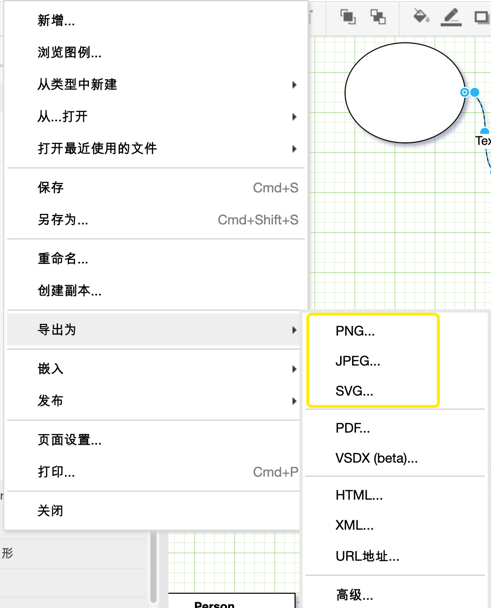 新增...
浏览图例...
从类型中新建
从...打开
打开最近使用的文件
保存 Cmd+S
另存为... Cmd+Shift+S
重命名...
创建副本...
导出为
嵌入
发布
页面设置...
打印... Cmd+P
关闭
PNG...
JPEG...
SVG...
PDF...
VSDX (beta)...
HTML...
XML...
URL地址...
高级...
形
Person